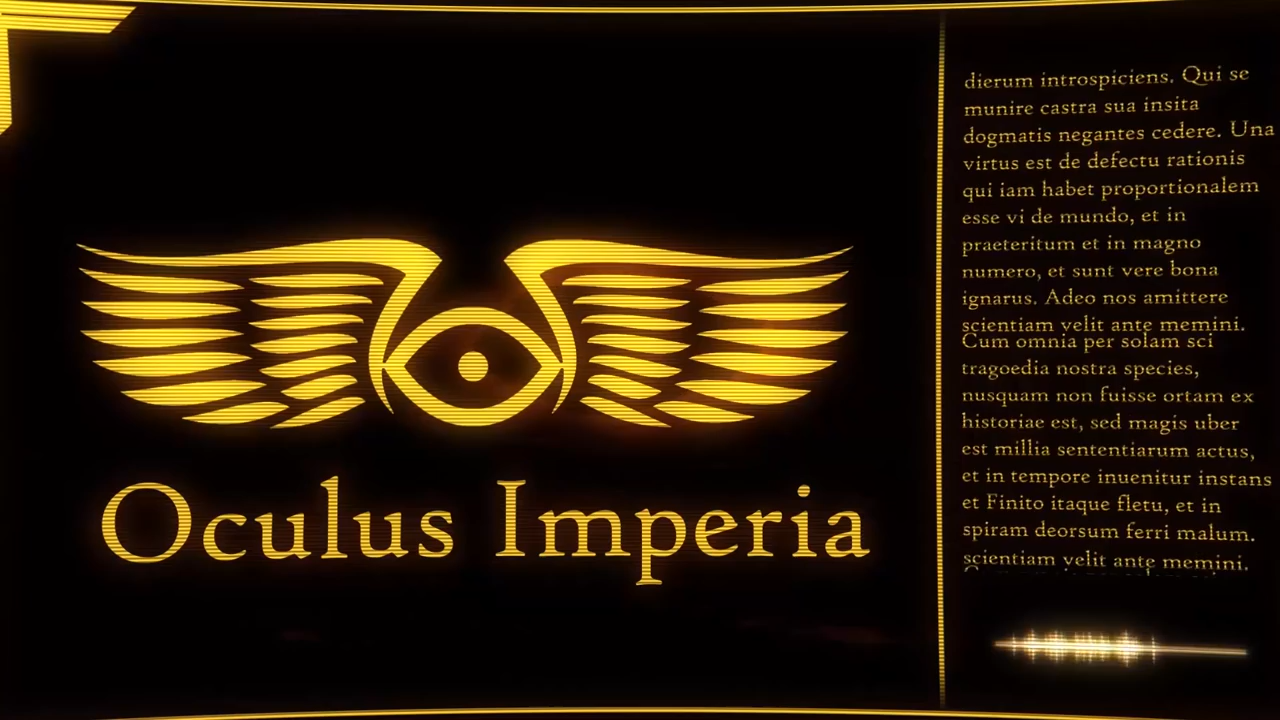 Oculus Imperia
dierum introspiciens. Qui se
munire castra sua insita
dogmatis negantes cedere. Una
virtus est de defectu rationis
qui iam habet proportionalem
esse vi de mundo, et in
praeteritum et in magno
numero, et sunt vere bona
ignarus. Adeo nos amittere
scientiam velit ante memini.
Cum omnia per solam sci
tragoedia nostra species,
nusquam non fuisse ortam ex
historiae est, sed magis uber
est millia sententiarum actus,
et in tempore inuenitur instans
et Finito itaque fletu, et in
spiram deorsum ferri malum.
scientiam velit ante memini.